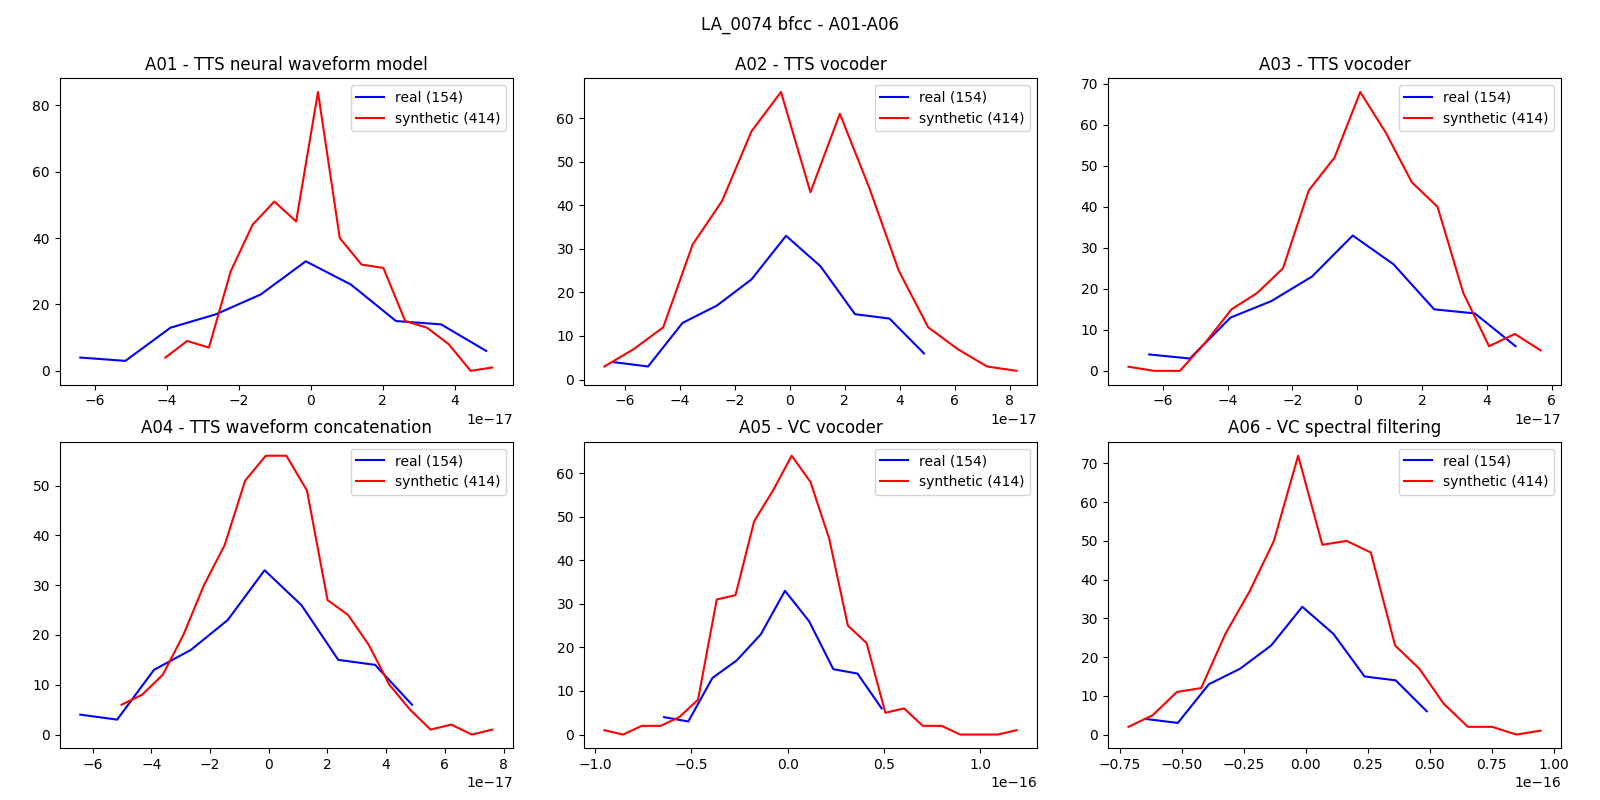 LA_0074 bfcc - A01-A06
A01 - TTS neural waveform model
real (154)
synthetic (414)
80
60
40
20
0
−6 −4 −2 0 2 4
1e−17
A02 - TTS vocoder
real (154)
synthetic (414)
60
50
40
30
20
10
0
−6 −4 −2 0 2 4 6 8
1e−17
A03 - TTS vocoder
real (154)
synthetic (414)
70
60
50
40
30
20
10
0
−6 −4 −2 0 2 4 6
1e−17
A04 - TTS waveform concatenation
real (154)
synthetic (414)
50
40
30
20
10
0
−6 −4 −2 0 2 4 6 8
1e−17
A05 - VC vocoder
real (154)
synthetic (414)
60
50
40
30
20
10
0
−1.0 −0.5 0.0 0.5 1.0
1e−16
A06 - VC spectral filtering
real (154)
synthetic (414)
70
60
50
40
30
20
10
0
−0.75 −0.50 −0.25 0.00 0.25 0.50 0.75 1.00
1e−16